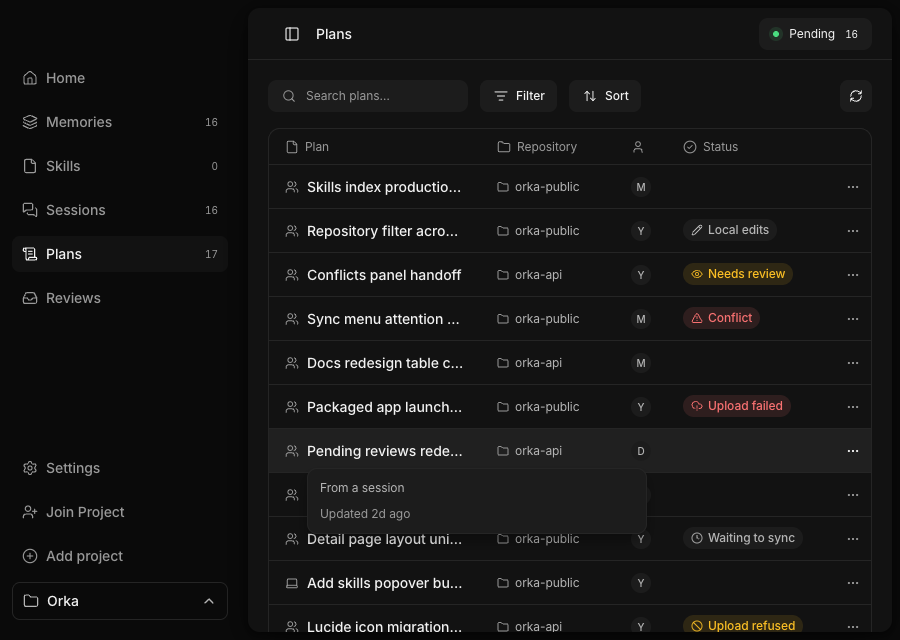 Plans
Pending 16
Home
Memories 16
Skills 0
Sessions 16
Plans 17
Reviews
Settings
Join Project
Add project
Orka
Search plans...
Filter
Sort
Plan Repository Status
Skills index productio... orka-public M
Repository filter acro... orka-public Y Local edits
Conflicts panel handoff orka-api Y Needs review
Sync menu attention ... orka-public M Conflict
Docs redesign table c... orka-api M
Packaged app launch... orka-public Y Upload failed
Pending reviews rede... orka-api D
From a session
Updated 2d ago
Detail page layout uni... orka-public Y Waiting to sync
Add skills popover bu... orka-public Y
Lucide icon migration... orka-api Y Upload refused